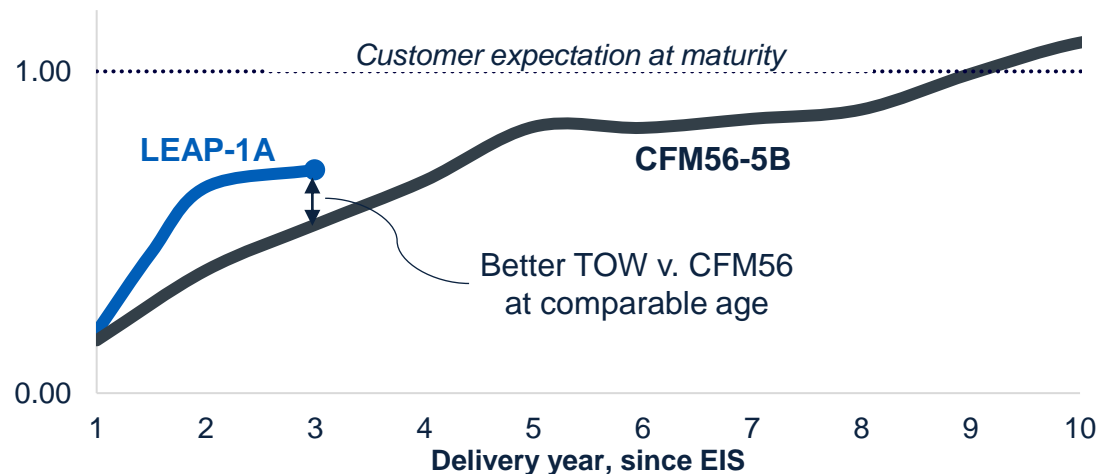 Customer expectation at maturity
1.00
LEAP-1A
CFM56-5B
Better TOW v. CFM56
at comparable age
0.00
1 2 3 4 5 6 7 8 9 10
Delivery year, since EIS